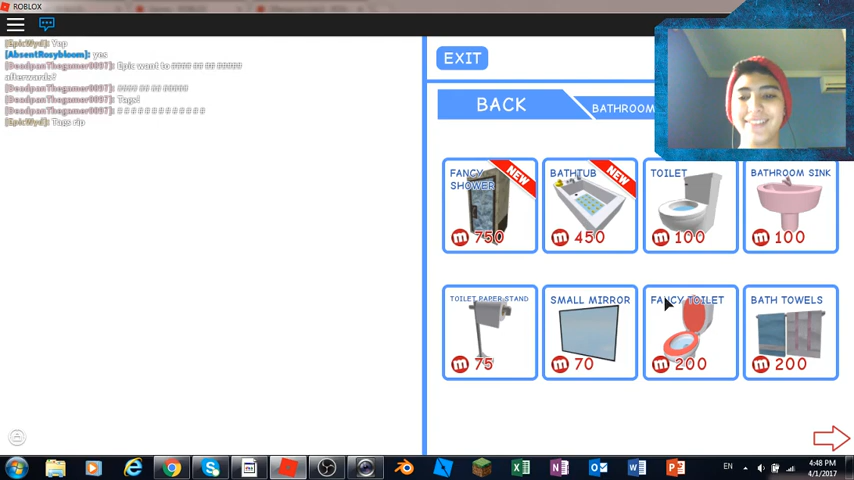 ROBLOX
[EpicWyd]: Yep
[AbsentRosybloom]: yes
[DeadpanThegamer0097]: Epic want to #### ## ## #####
afterwards?
[DeadpanThegamer0097]: #### ## ## #####
[DeadpanThegamer0097]: Tags!
[DeadpanThegamer0097]: # # # # # # # # # # # # #
[EpicWyd]: Tags rip
EXIT
BACK
BATHROOM
FANCY SHOWER
NEW
750
BATHTUB
NEW
450
TOILET
100
BATHROOM SINK
100
TOILET PAPER STAND
75
SMALL MIRROR
70
FANCY TOILET
200
BATH TOWELS
200
EN
4:48 PM
4/1/2017